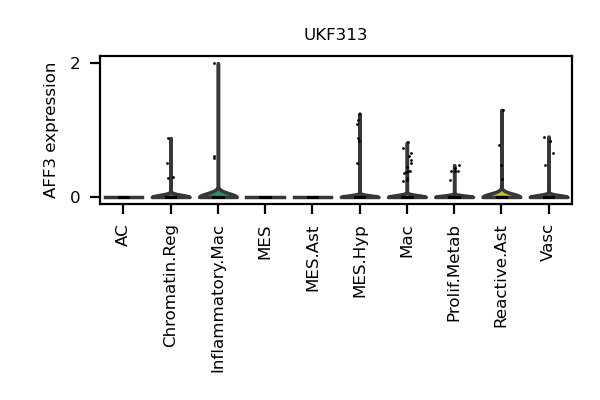 UKF313
AFF3 expression
2
0
AC
Chromatin.Reg
Inflammatory.Mac
MES
MES.Ast
MES.Hyp
Mac
Prolif.Metab
Reactive.Ast
Vasc